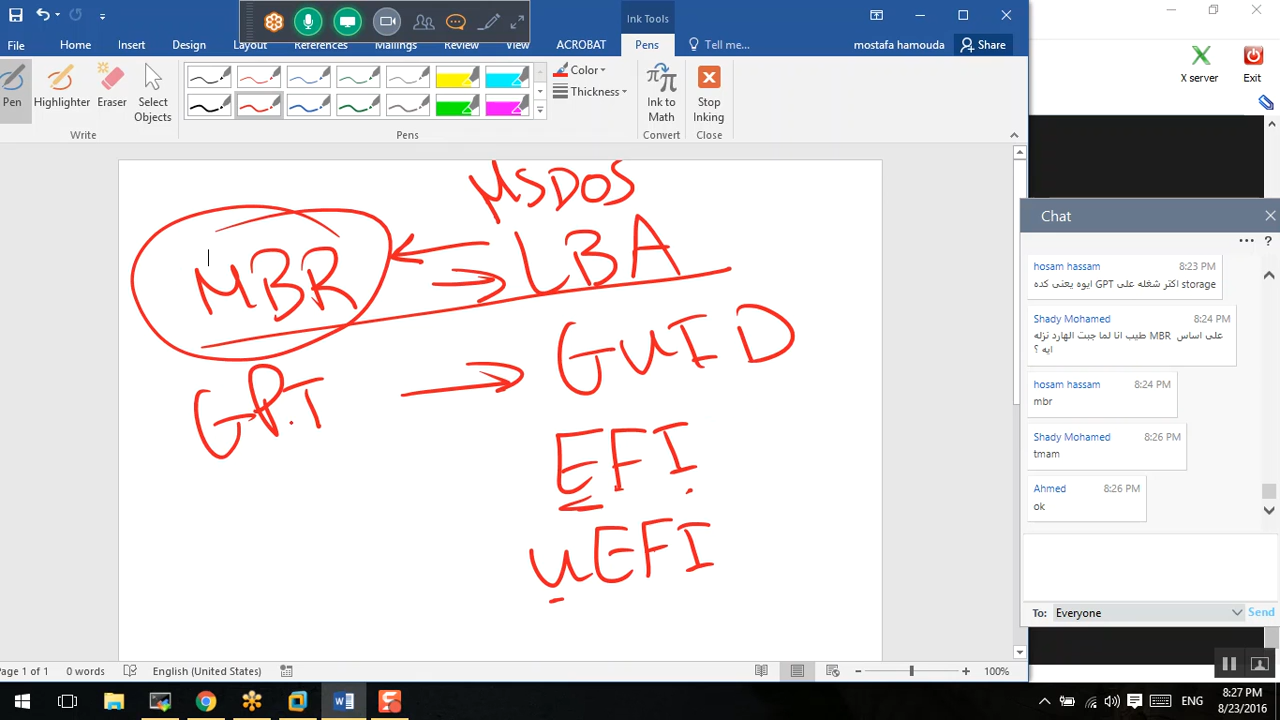 Ink Tools
File
Home
Insert
Design
Layout
References
Mailings
Review
View
ACROBAT
Pens
Tell me...
mostafa hamouda
Share
X server
Exit
Pen
Highlighter
Eraser
Select
Objects
Color
Thickness
Ink to
Math
Stop
Inking
Write
Pens
Convert
Close
MSDOS
MBR
LBA
GPT
GUID
EFI
UEFI
Chat
hosam hassam 8:23 PM
ايوه يعنى كده GPT اكتر شغله على
storage
Shady Mohamed 8:24 PM
طيب انا لما جبت الهارد نزله MBR على اساس
ايه ؟
hosam hassam 8:24 PM
mbr
Shady Mohamed 8:26 PM
tmam
Ahmed 8:26 PM
ok
To: Everyone
Send
Page 1 of 1
0 words
English (United States)
100%
ENG
8:27 PM
8/23/2016